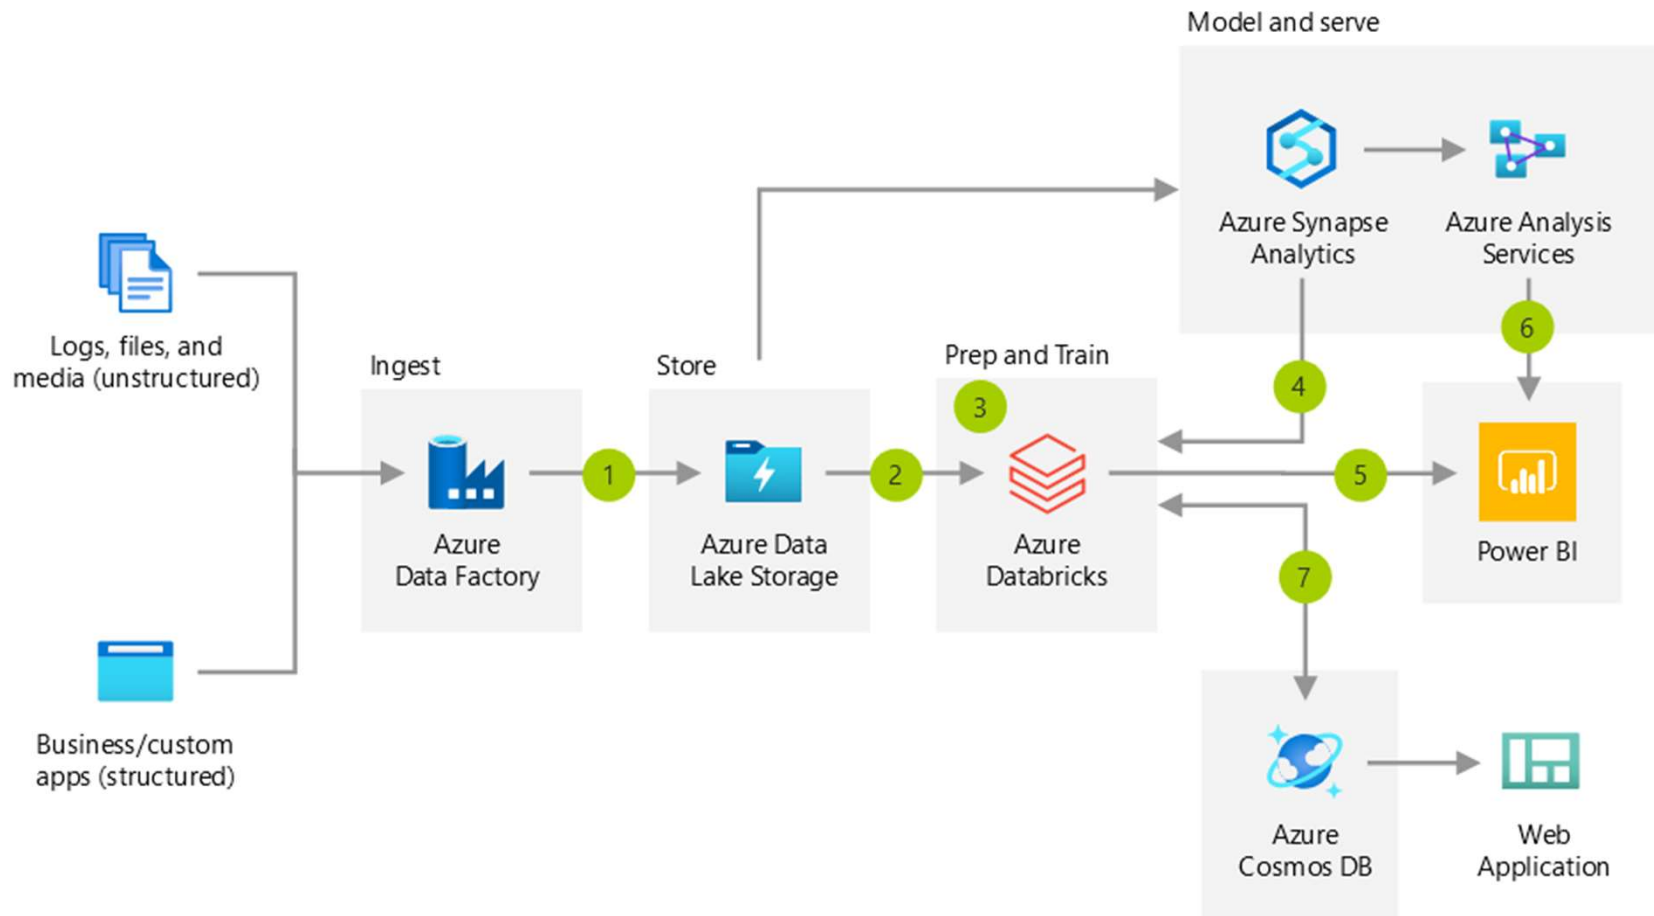 Model and serve
Azure Synapse
Analytics
Azure Analysis
Services
Logs, files, and
media (unstructured)
Ingest
Store
Prep and Train
6
4
3
Azure
Data Factory
1
Azure Data
Lake Storage
2
Azure
Databricks
5
Power BI
7
Business/custom
apps (structured)
Azure
Cosmos DB
Web
Application